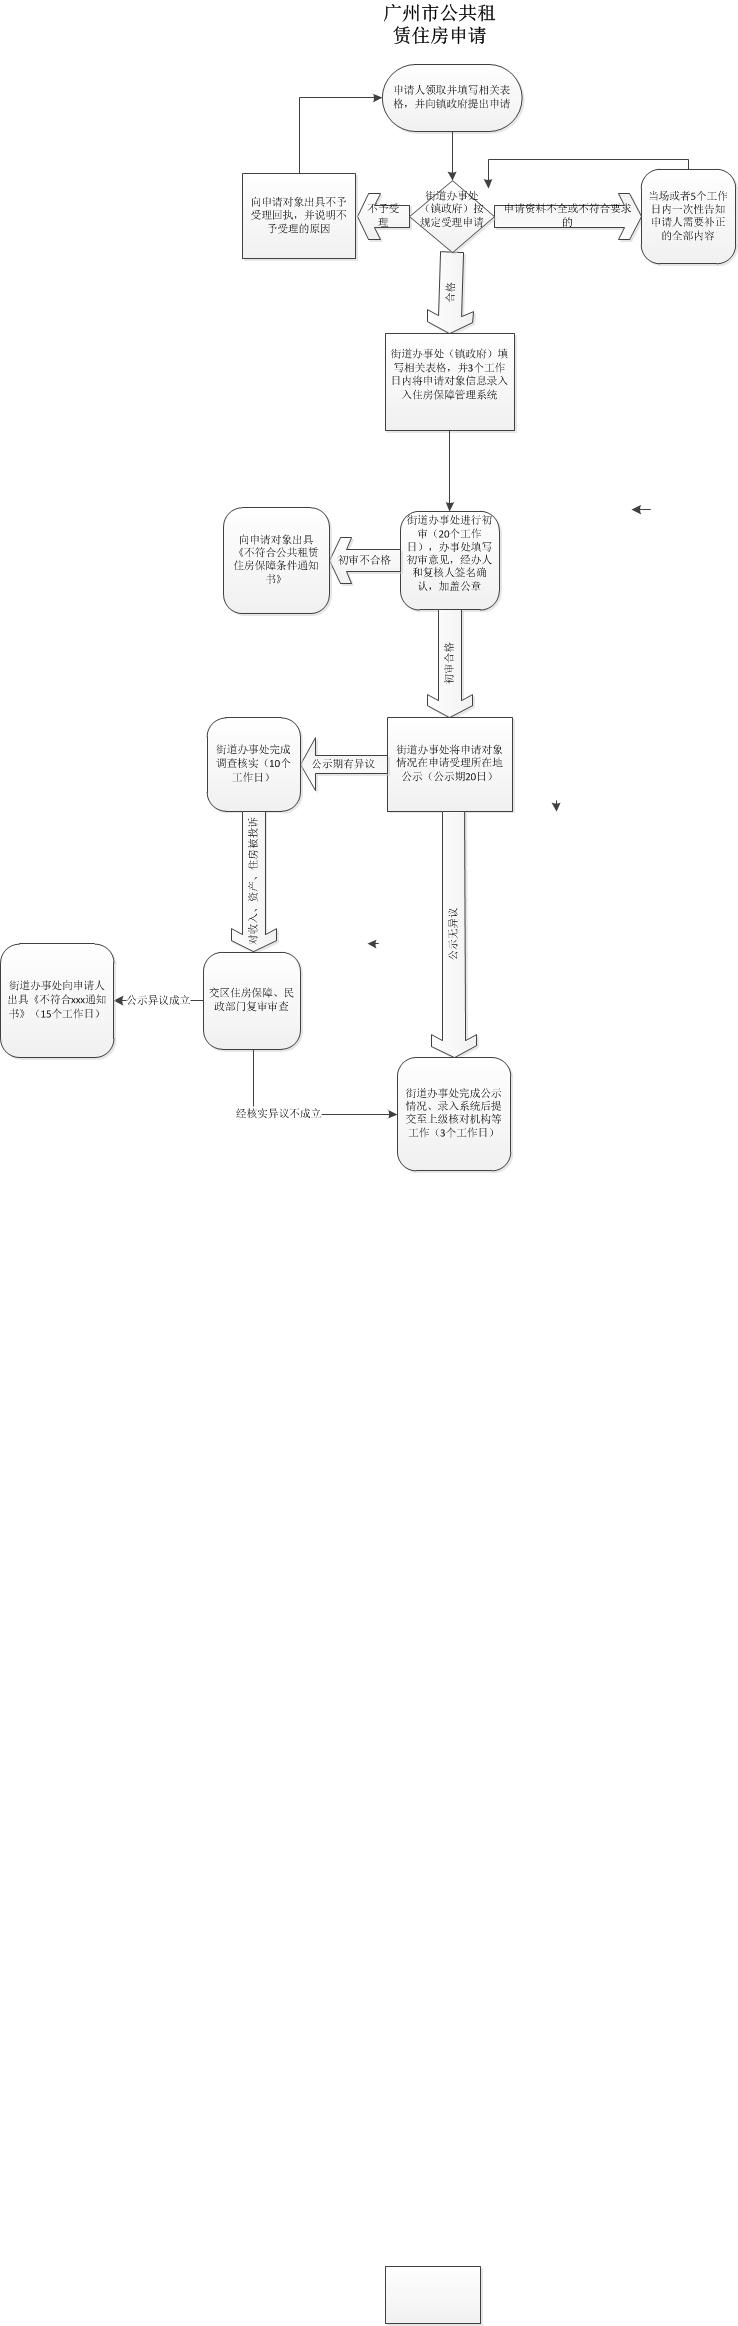 广州市公共租
赁住房申请
申请人领取并填写相关表
格，并向镇政府提出申请
向申请对象出具不予
受理回执，并说明不
予受理的原因
不予受
理
街道办事处
（镇政府）按
规定受理申请
申请资料不全或不符合要求
的
当场或者5个工作
日内一次性告知
申请人需要补正
的全部内容
合格
街道办事处（镇政府）填
写相关表格，并3个工作
日内将申请对象信息录入
入住房保障管理系统
向申请对象出具
《不符合公共租赁
住房保障条件通知
书》
初审不合格
街道办事处进行初
审（20个工作
日），办事处填写
初审意见，经办人
和复核人签名确
认，加盖公章
初审合格
街道办事处完成
调查核实（10个
工作日）
公示期有异议
街道办事处将申请对象
情况在申请受理所在地
公示（公示期20日）
对收入、资产、住房被投诉
公示无异议
街道办事处向申请人
出具《不符合xxx通知
书》（15个工作日）
公示异议成立
交区住房保障、民
政部门复审审查
经核实异议不成立
街道办事处完成公示
情况、录入系统后提
交至上级核对机构等
工作（3个工作日）